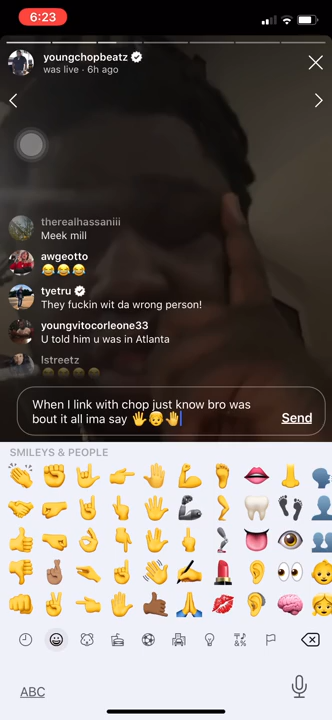 6:23
youngchopbeatz
was live · 6h ago
therealhassaniii
Meek mill
awgeotto
😂😂😂
tyetru
They fuckin wit da wrong person!
youngvitocorleone33
U told him u was in Atlanta
lstreetz
When I link with chop just know bro was
bout it all ima say 🖐️👴🤚
Send
SMILEYS & PEOPLE
ABC